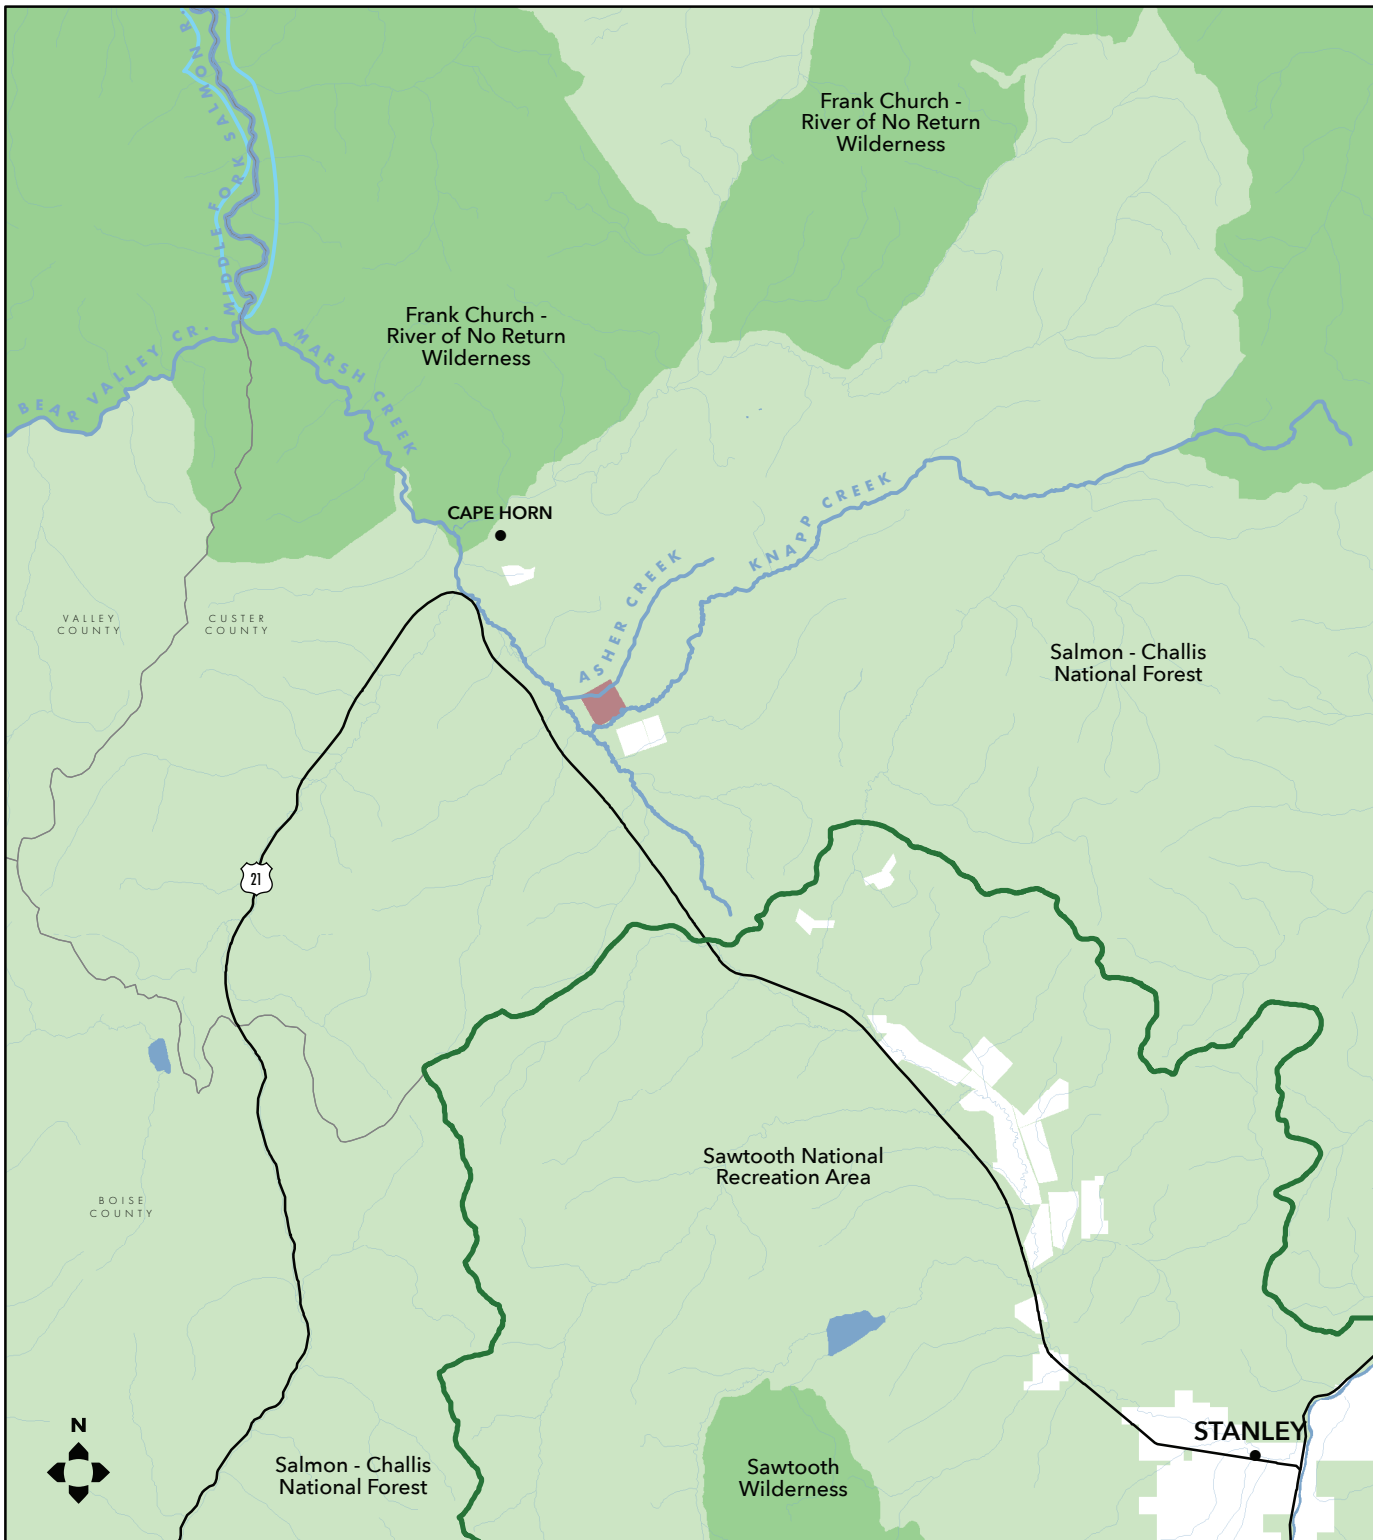 MIDDLE FORK SALMON R.
Frank Church -
River of No Return
Wilderness
Frank Church -
River of No Return
Wilderness
BEAR VALLEY CR.
MARSH CREEK
CAPE HORN
KNAPP CREEK
ASHER CREEK
VALLEY
COUNTY
CUSTER
COUNTY
Salmon - Challis
National Forest
21
Sawtooth National
Recreation Area
BOISE
COUNTY
N
Salmon - Challis
National Forest
Sawtooth
Wilderness
STANLEY